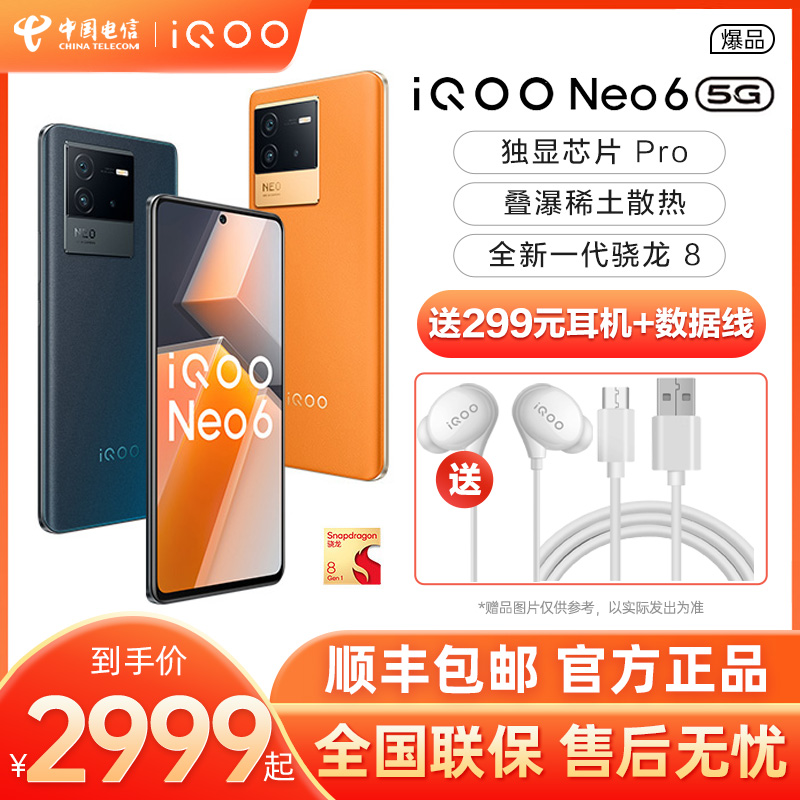 中国电信
CHINA TELECOM
iQOO
爆品
iQOO Neo6 5G
独显芯片 Pro
叠瀑稀土散热
全新一代骁龙 8
送299元耳机+数据线
NEO
NEO
iQOO
iQOO
iQOO
Neo6
iQOO
iQOO
送
Snapdragon
骁龙
8
Gen 1
*赠品图片仅供参考，以实际发出为准
到手价
¥2999起
顺丰包邮 官方正品
全国联保 售后无忧